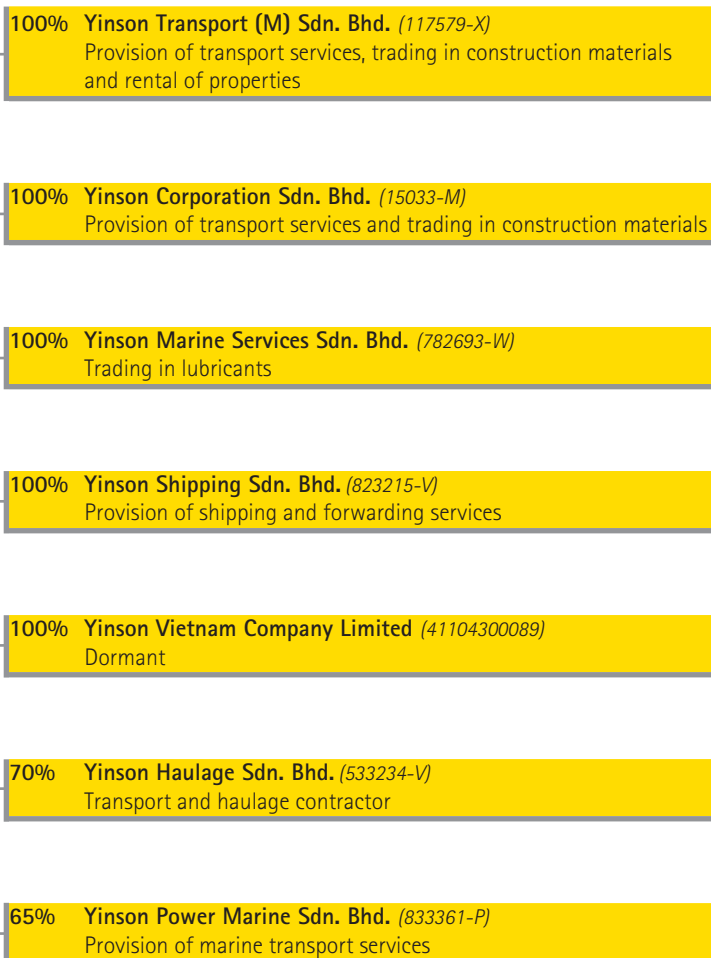 100% Yinson Transport (M) Sdn. Bhd. (117579-X)
Provision of transport services, trading in construction materials
and rental of properties
100% Yinson Corporation Sdn. Bhd. (15033-M)
Provision of transport services and trading in construction materials
100% Yinson Marine Services Sdn. Bhd. (782693-W)
Trading in lubricants
100% Yinson Shipping Sdn. Bhd. (823215-V)
Provision of shipping and forwarding services
100% Yinson Vietnam Company Limited (41104300089)
Dormant
70% Yinson Haulage Sdn. Bhd. (533234-V)
Transport and haulage contractor
65% Yinson Power Marine Sdn. Bhd. (833361-P)
Provision of marine transport services